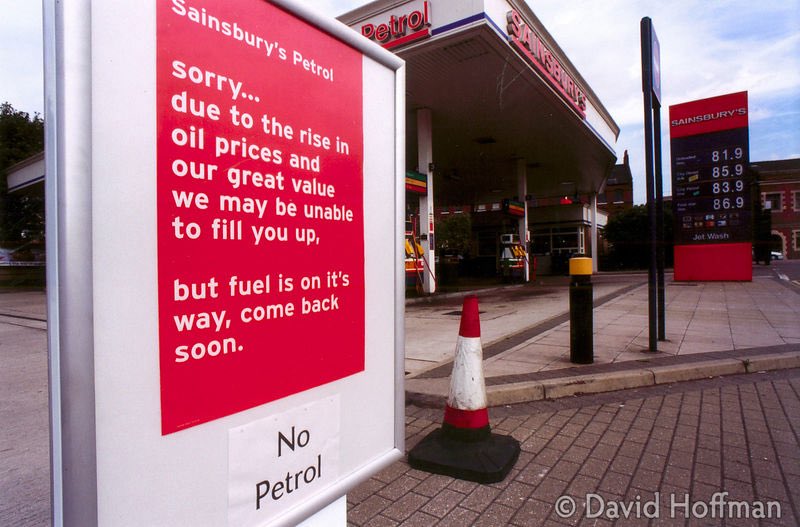 Sainsbury's Petrol
sorry...
due to the rise in
oil prices and
our great value
we may be unable
to fill you up,
but fuel is on it's
way, come back
soon.
No
Petrol
Petrol
SAINSBURY'S
SAINSBURY'S
81.9
85.9
83.9
86.9
Jet Wash
© David Hoffman